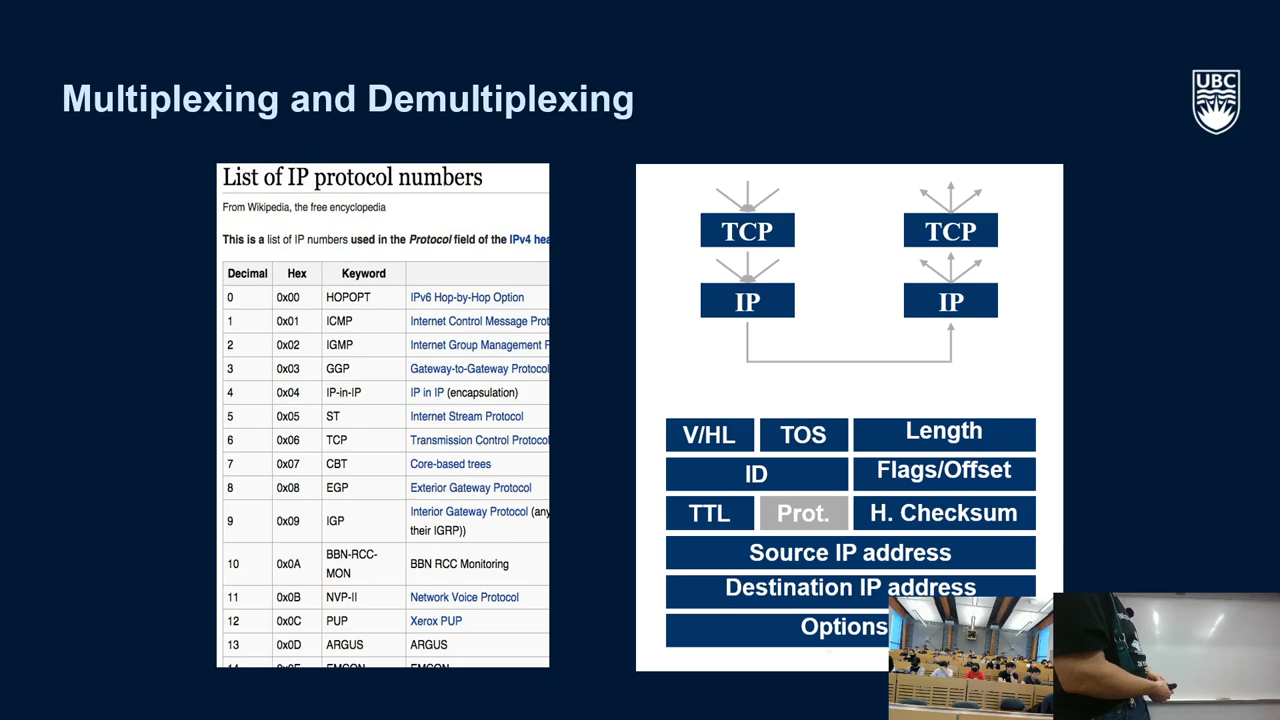 Multiplexing and Demultiplexing
UBC
List of IP protocol numbers
From Wikipedia, the free encyclopedia
This is a list of IP numbers used in the Protocol field of the IPv4 hea
Decimal Hex Keyword
0 0x00 HOPOPT IPv6 Hop-by-Hop Option
1 0x01 ICMP Internet Control Message Prot
2 0x02 IGMP Internet Group Management P
3 0x03 GGP Gateway-to-Gateway Protocol
4 0x04 IP-in-IP IP in IP (encapsulation)
5 0x05 ST Internet Stream Protocol
6 0x06 TCP Transmission Control Protocol
7 0x07 CBT Core-based trees
8 0x08 EGP Exterior Gateway Protocol
9 0x09 IGP Interior Gateway Protocol (any
their IGRP))
10 0x0A BBN-RCC-
MON BBN RCC Monitoring
11 0x0B NVP-II Network Voice Protocol
12 0x0C PUP Xerox PUP
13 0x0D ARGUS ARGUS
TCP TCP
IP IP
V/HL TOS Length
ID Flags/Offset
TTL Prot. H. Checksum
Source IP address
Destination IP address
Options